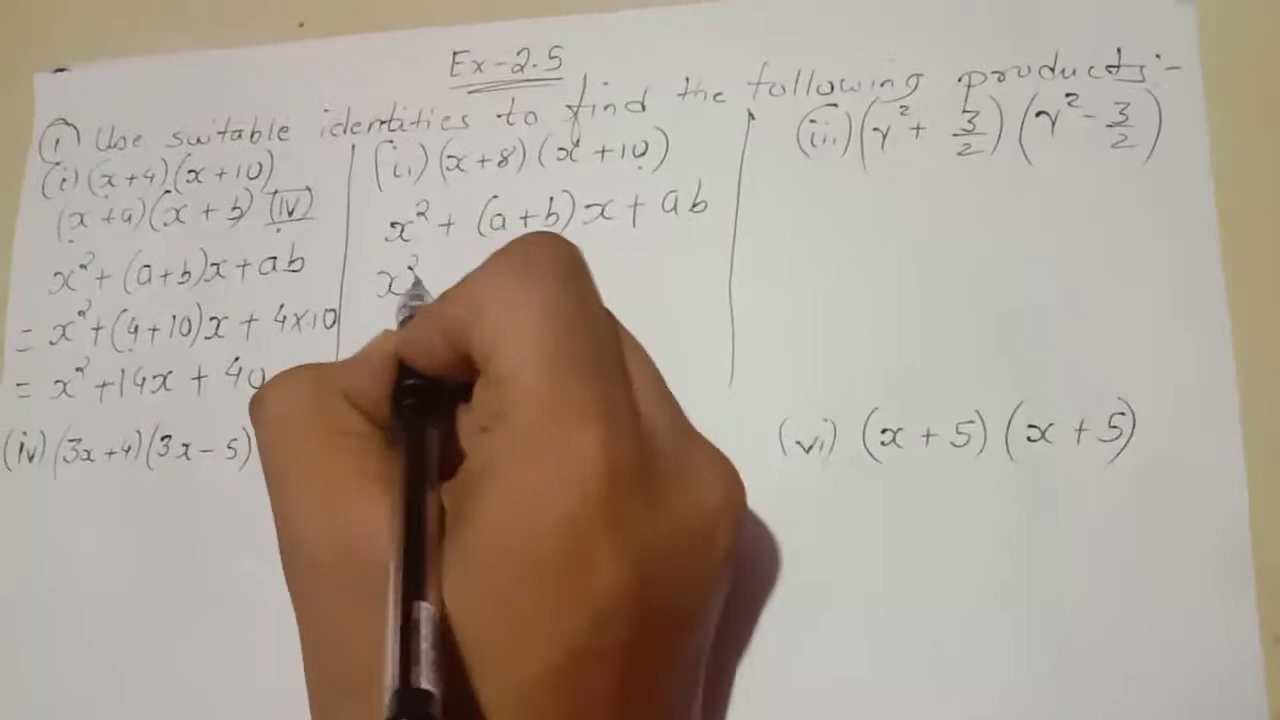 Ex-2.5
① Use suitable identities to find the following products:-
(i) (x+4)(x+10)
(x+a)(x+b) (iv)
x²+(a+b)x+ab
= x²+(4+10)x+4×10
= x²+14x+40
(ii) (x+8)(x+10)
x²+(a+b)x+ab
x²
(iii) (y²+3/2)(y²-3/2)
(iv) (3x+4)(3x-5)
(vi) (x+5)(x+5)